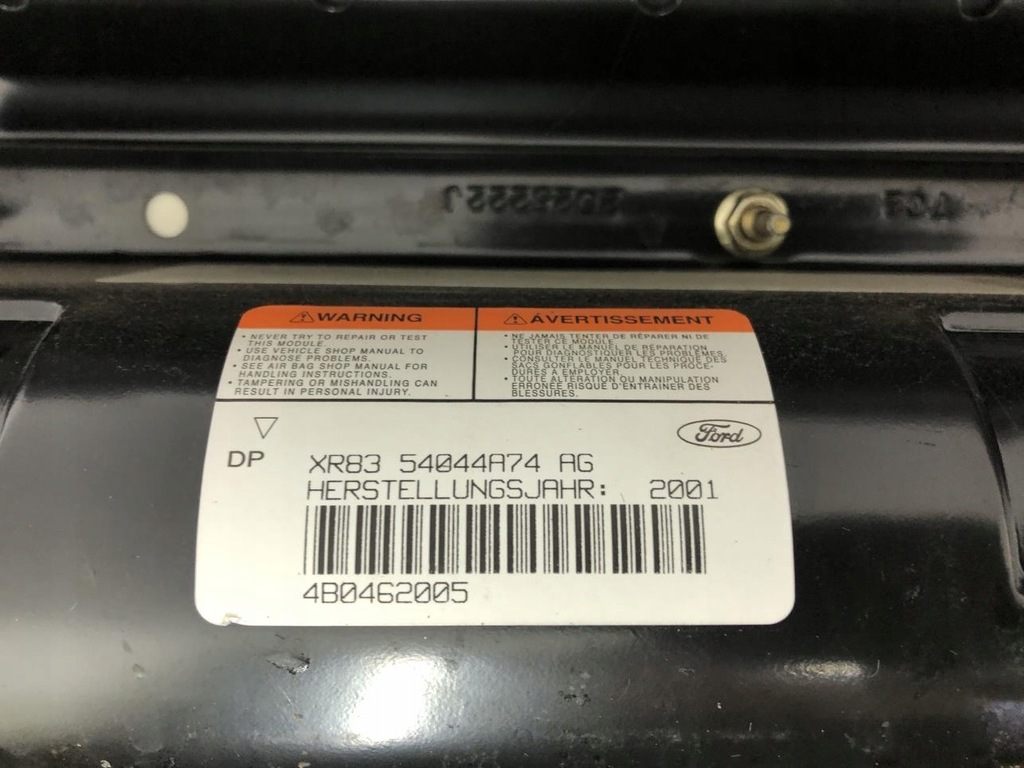 WARNING
• NEVER TRY TO REPAIR OR TEST
THIS MODULE.
• USE VEHICLE SHOP MANUAL TO
DIAGNOSE PROBLEMS.
• SEE AIR BAG SHOP MANUAL FOR
HANDLING INSTRUCTIONS.
• TAMPERING OR MISHANDLING CAN
RESULT IN PERSONAL INJURY.
ÁVERTISSEMENT
• NE JAMAIS TENTER DE RÉPARER NI DE
TESTER CE MODULE.
• UTILISER LE MANUEL DE RÉPARATION
POUR DIAGNOSTIQUER LES PROBLÈMES.
• CONSULTER LE MANUEL TECHNIQUE DES
SACS GONFLABLES POUR LES PROCÉ-
DURES À EMPLOYER.
• TOUTE ALTÉRATION OU MANIPULATION
ERRONÉE RISQUE D'ENTRAÎNER DES
BLESSURES.
Ford
DP
XR83 54044A74 AG
HERSTELLUNGSJAHR: 2001
4B0462005